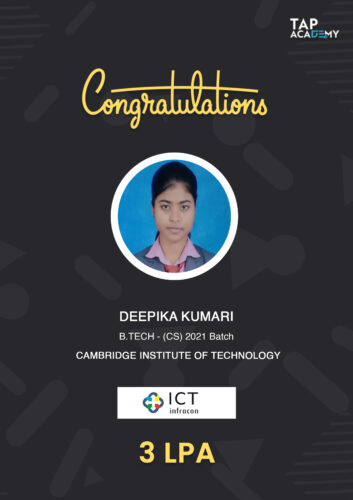 TAP
ACADEMY
Congratulations
DEEPIKA KUMARI
B.TECH - (CS) 2021 Batch
CAMBRIDGE INSTITUTE OF TECHNOLOGY
ICT
infracon
3 LPA